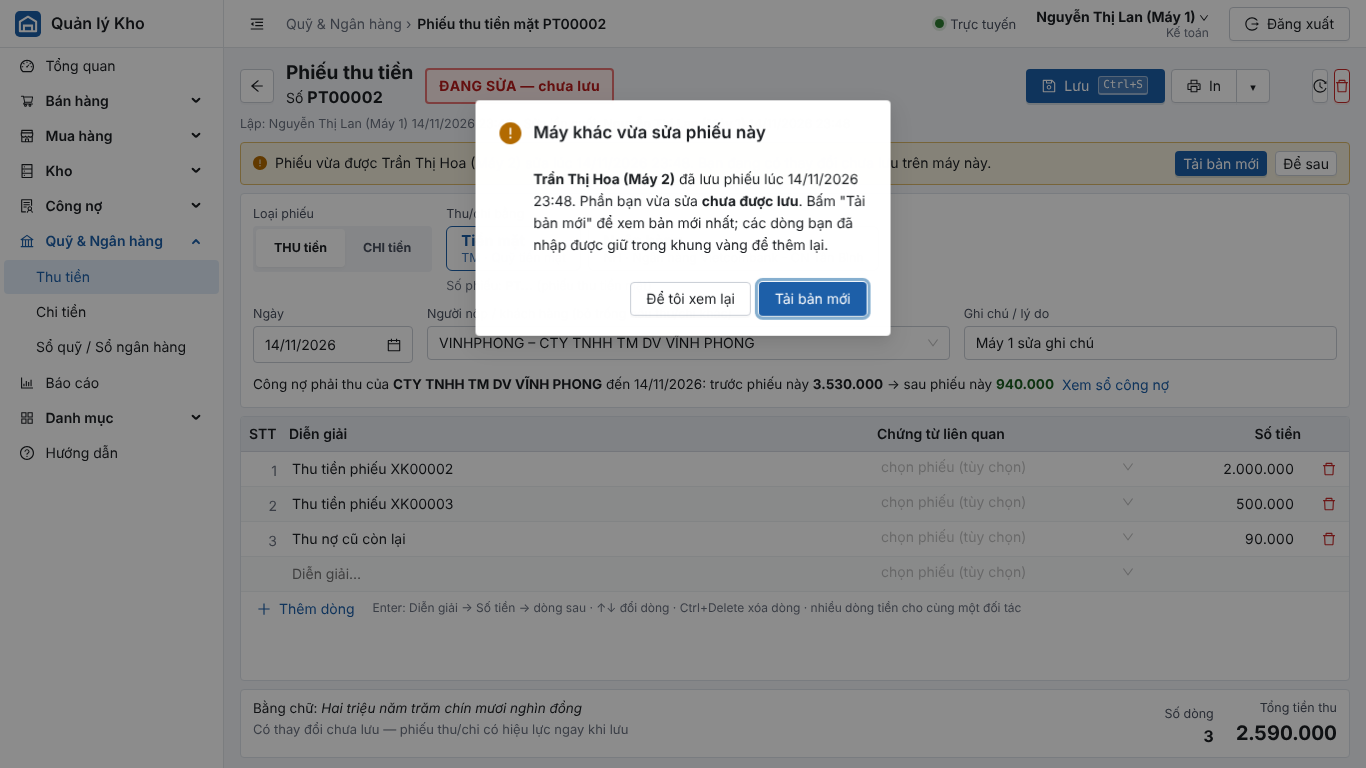 Quản lý Kho
Quỹ & Ngân hàng › Phiếu thu tiền mặt PT00002
Trực tuyến
Nguyễn Thị Lan (Máy 1)
Kế toán
Đăng xuất
Tổng quan
Bán hàng
Mua hàng
Kho
Công nợ
Quỹ & Ngân hàng
Thu tiền
Chi tiền
Sổ quỹ / Sổ ngân hàng
Báo cáo
Danh mục
Hướng dẫn
Phiếu thu tiền
Số PT00002
ĐANG SỬA — chưa lưu
Lưu Ctrl+S
In
Lập: Nguyễn Thị Lan (Máy 1) 14/11/2026
Phiếu vừa được Trần Thị Hoa (
trên máy này.
Tải bản mới
Để sau
Máy khác vừa sửa phiếu này
Trần Thị Hoa (Máy 2) đã lưu phiếu lúc 14/11/2026
23:48. Phần bạn vừa sửa chưa được lưu. Bấm "Tải
bản mới" để xem bản mới nhất; các dòng bạn đã
nhập được giữ trong khung vàng để thêm lại.
Để tôi xem lại
Tải bản mới
Loại phiếu
THU tiền
CHI tiền
Ngày
14/11/2026
VINHPHONG – CTY TNHH TM DV VĨNH PHONG
Ghi chú / lý do
Máy 1 sửa ghi chú
Công nợ phải thu của CTY TNHH TM DV VĨNH PHONG đến 14/11/2026: trước phiếu này 3.530.000 → sau phiếu này 940.000 Xem sổ công nợ
STT Diễn giải Chứng từ liên quan Số tiền
1 Thu tiền phiếu XK00002 chọn phiếu (tùy chọn) 2.000.000
2 Thu tiền phiếu XK00003 chọn phiếu (tùy chọn) 500.000
3 Thu nợ cũ còn lại chọn phiếu (tùy chọn) 90.000
Diễn giải... chọn phiếu (tùy chọn)
+ Thêm dòng Enter: Diễn giải → Số tiền → dòng sau · ↑↓ đổi dòng · Ctrl+Delete xóa dòng · nhiều dòng tiền cho cùng một đối tác
Bằng chữ: Hai triệu năm trăm chín mươi nghìn đồng
Có thay đổi chưa lưu — phiếu thu/chi có hiệu lực ngay khi lưu
Số dòng
3
Tổng tiền thu
2.590.000